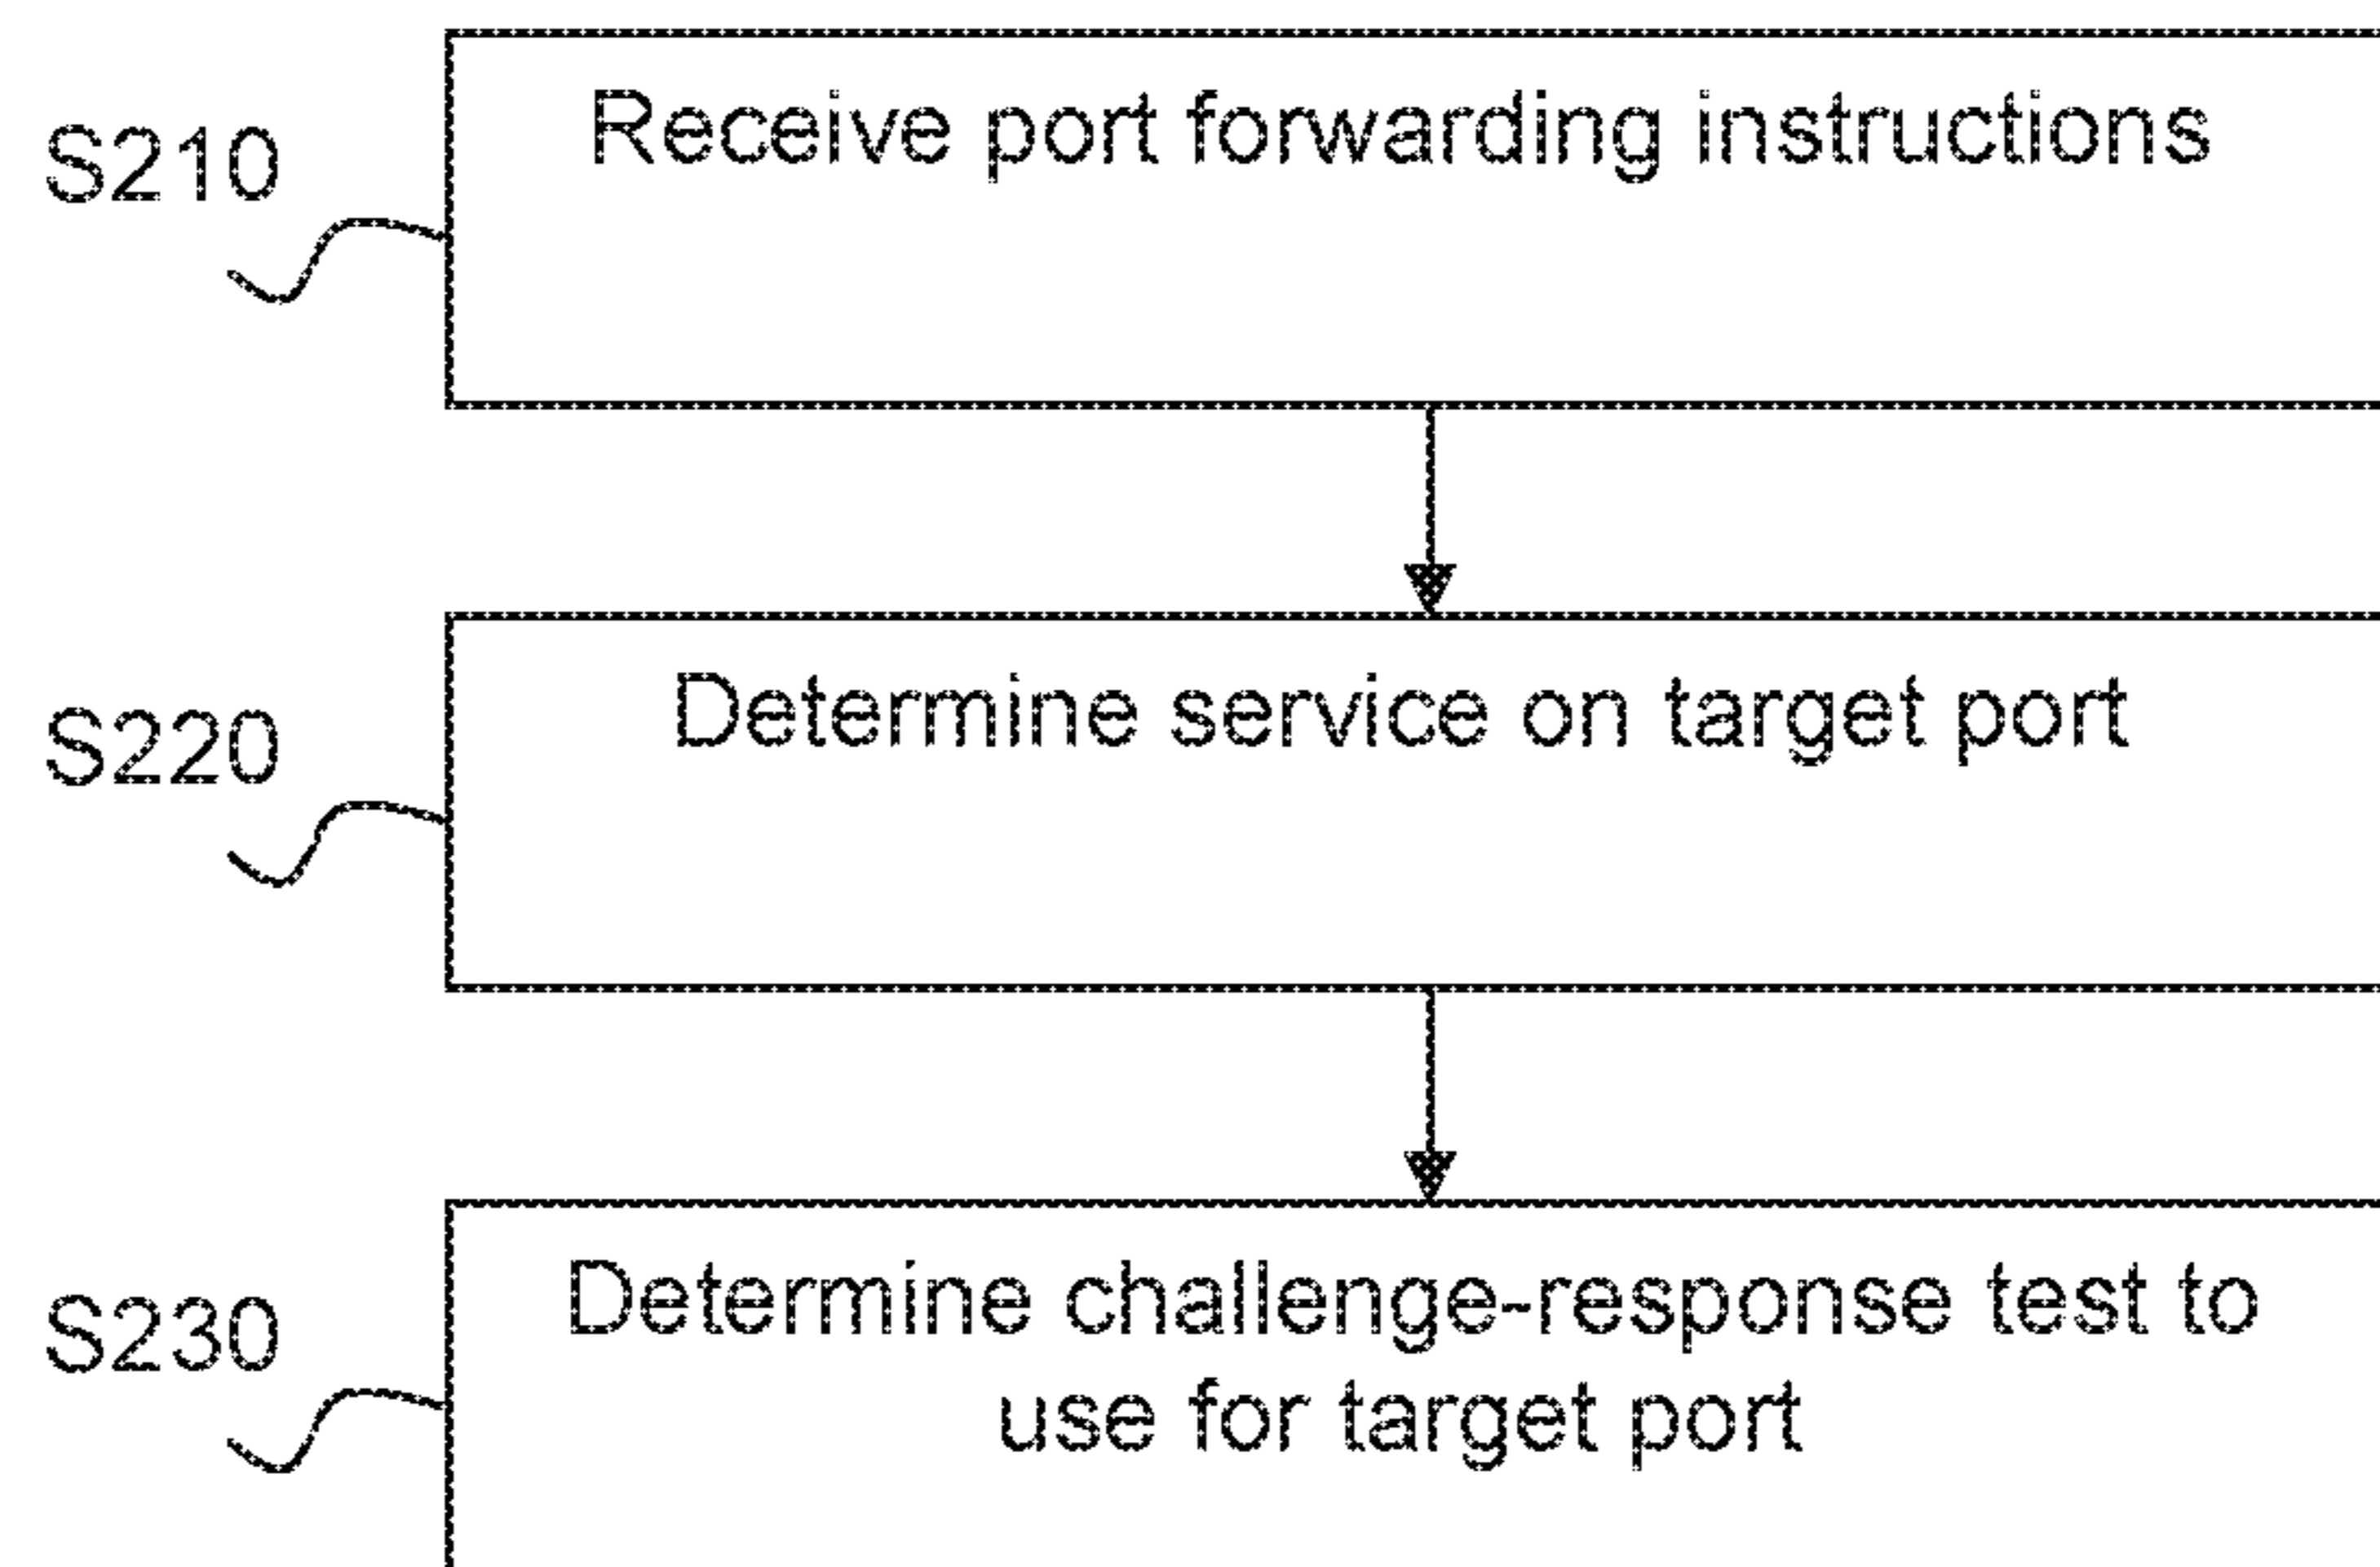 S210
Receive port forwarding instructions
S220
Determine service on target port
S230
Determine challenge-response test to
use for target port